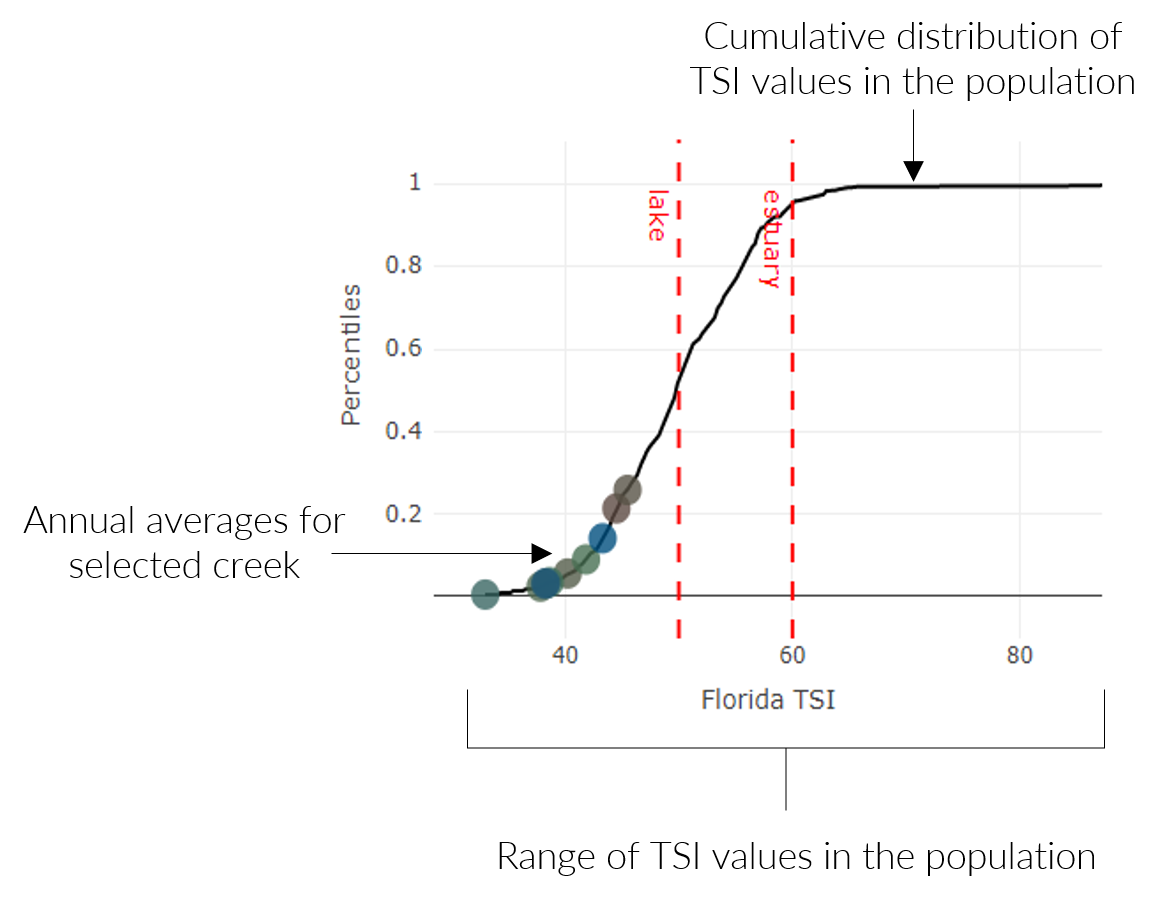 Cumulative distribution of
TSI values in the population
1
0.8
0.6
0.4
0.2
Percentiles
lake
estuary
Annual averages for
selected creek
40
60
80
Florida TSI
Range of TSI values in the population